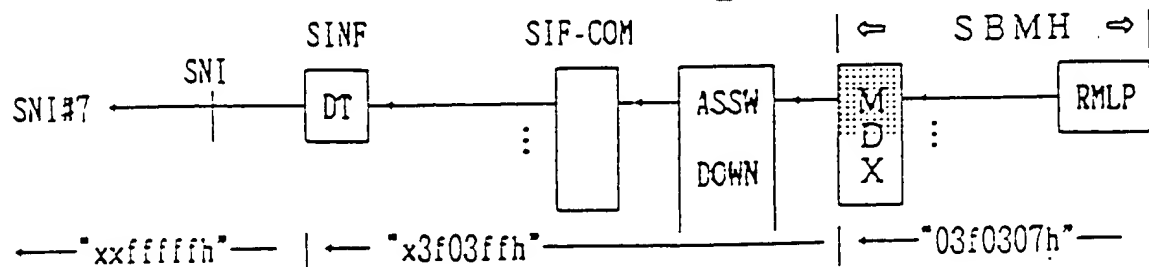 ⇦ SBMH ⇨
SINF SIF-COM
SNI
SNI#7 DT ASSW DOWN MDX RMLP
"xxfffffh" "x3f03ffh" "03f0307h"